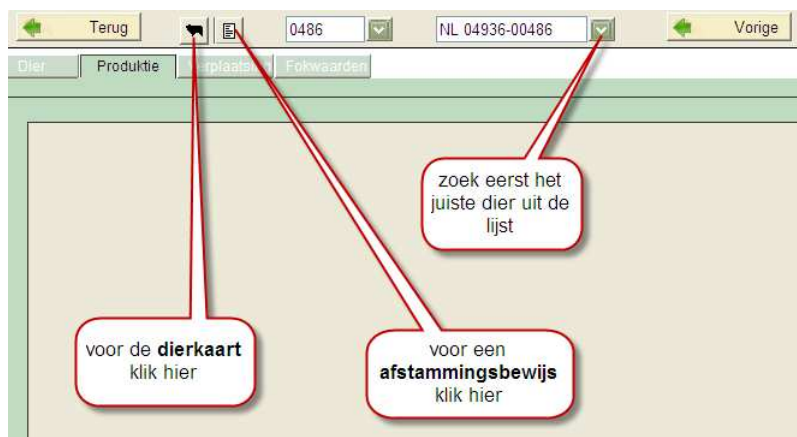 Terug 0486 NL 04936-00486 Vorige
Dier Produktie Verplaatsing Fokwaarden
zoek eerst het
juiste dier uit de
lijst
voor de dierkaart
klik hier
voor een
afstammingsbewijs
klik hier